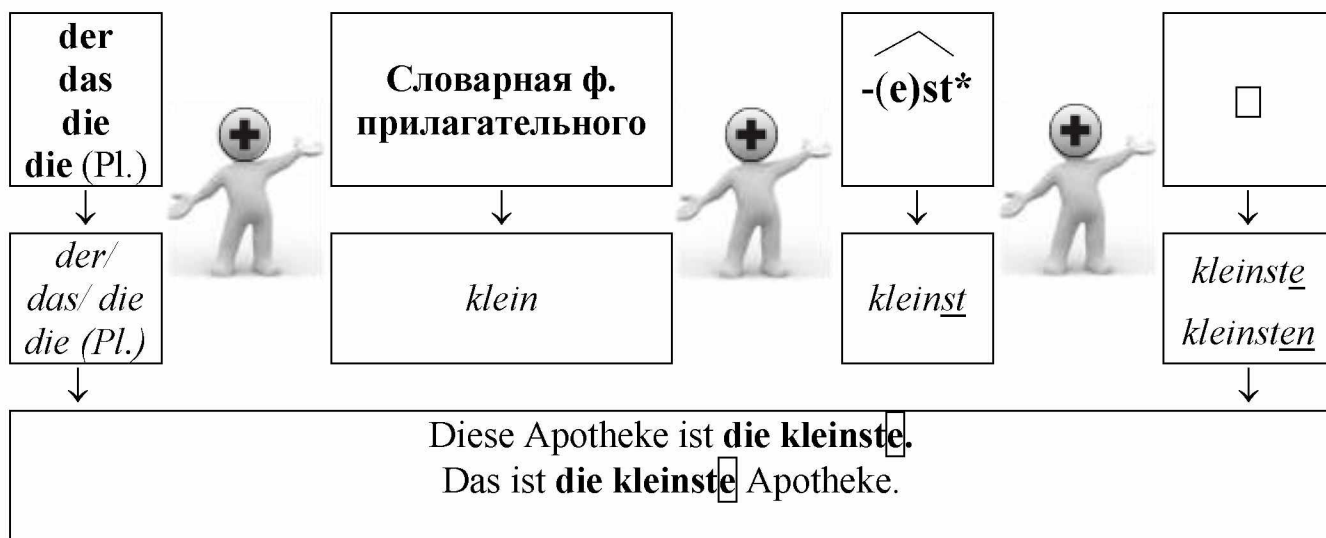 der
das
die
die (Pl.)
Словарная ф.
прилагательного
-(e)st*
der/
das/ die
die (Pl.)
klein
kleinst
kleinste
kleinsten
Diese Apotheke ist die kleinste.
Das ist die kleinste Apotheke.